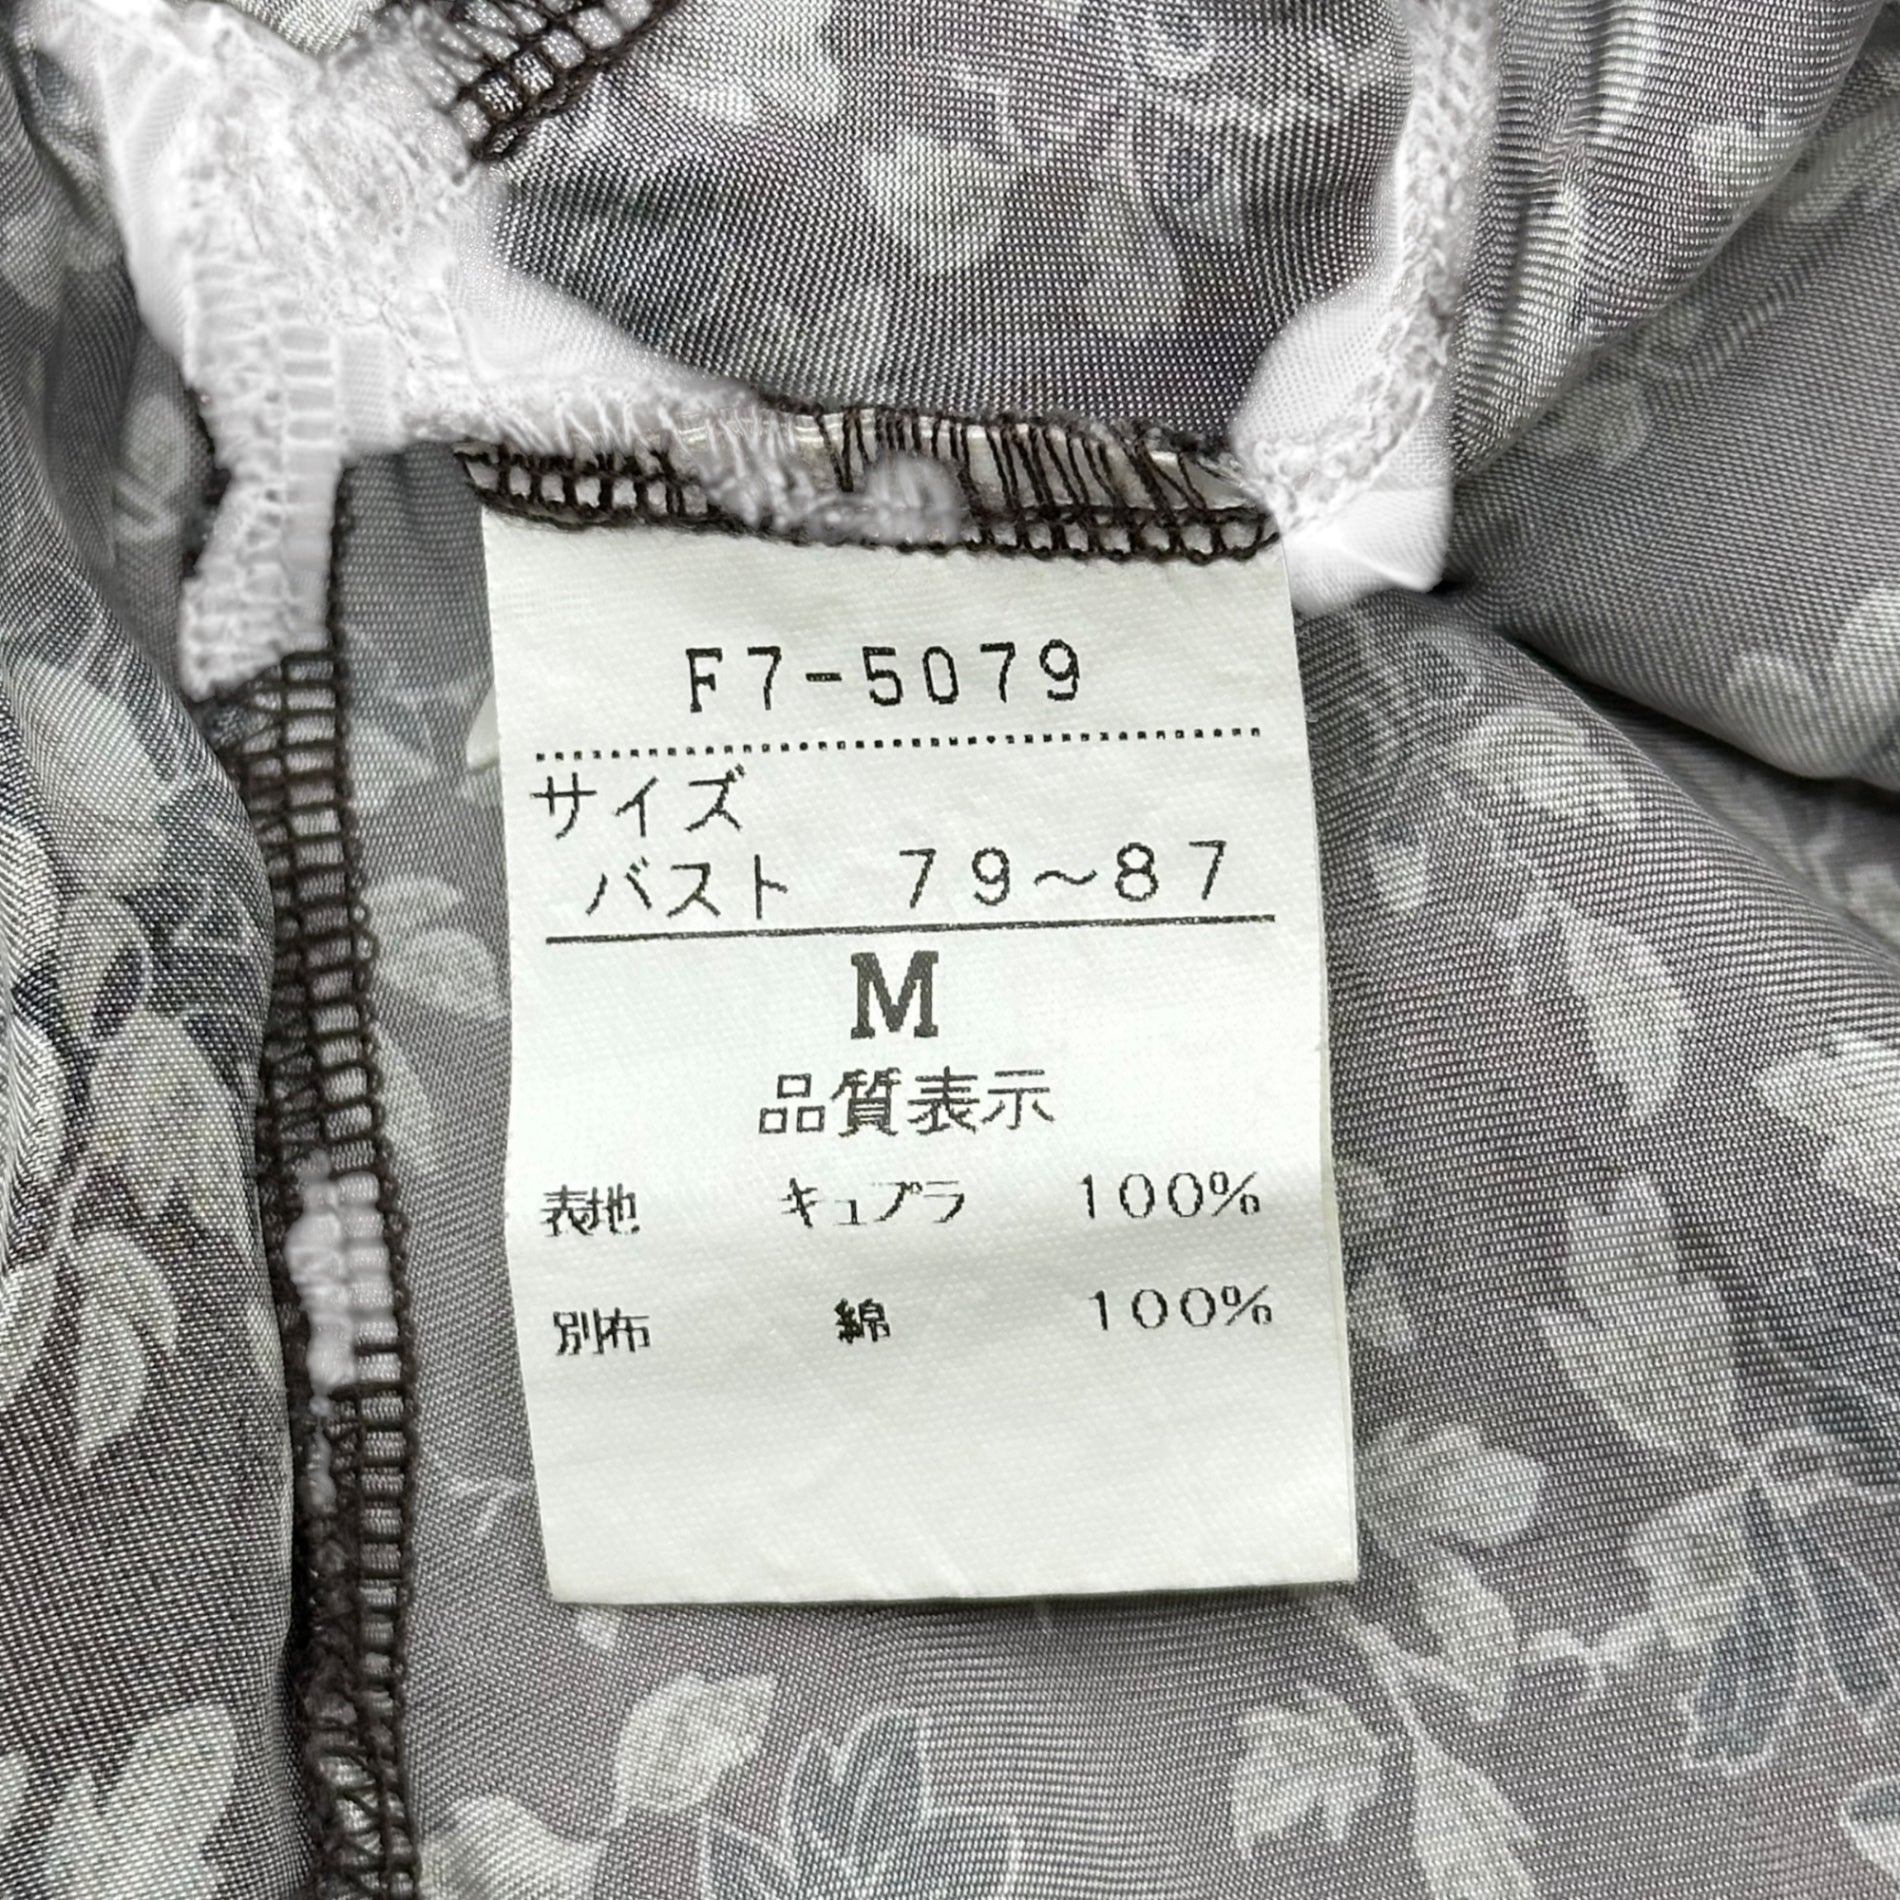 F7-5079
サイズ
バスト 79～87
M
品質表示
表地 キュプラ 100%
別布 綿 100%